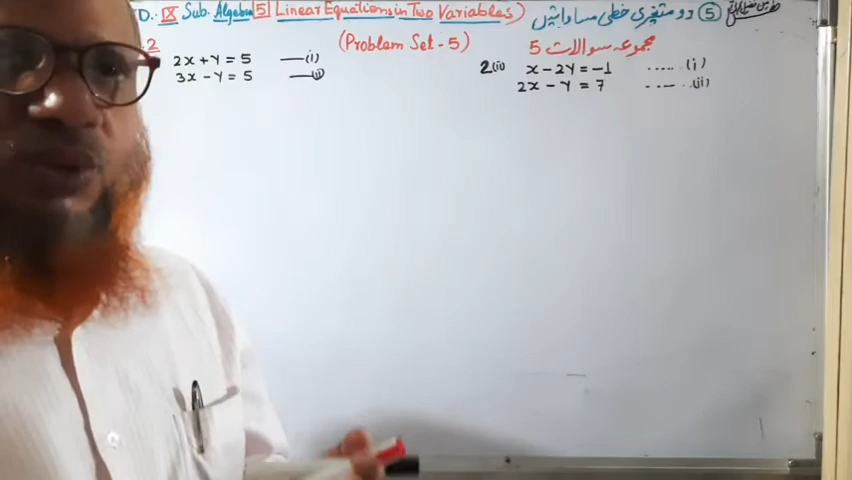 D. IX Sub. Algebra [5] Linear Equations in Two Variables) دو متغیری خطی مساواتیں (5)
(Problem Set - 5) مجموعہ سوالات 5
2
2x + y = 5 —(i)
3x - y = 5 —(ii)
2(ii) x - 2y = -1 ..... (i)
2x - y = 7 ..... (ii)